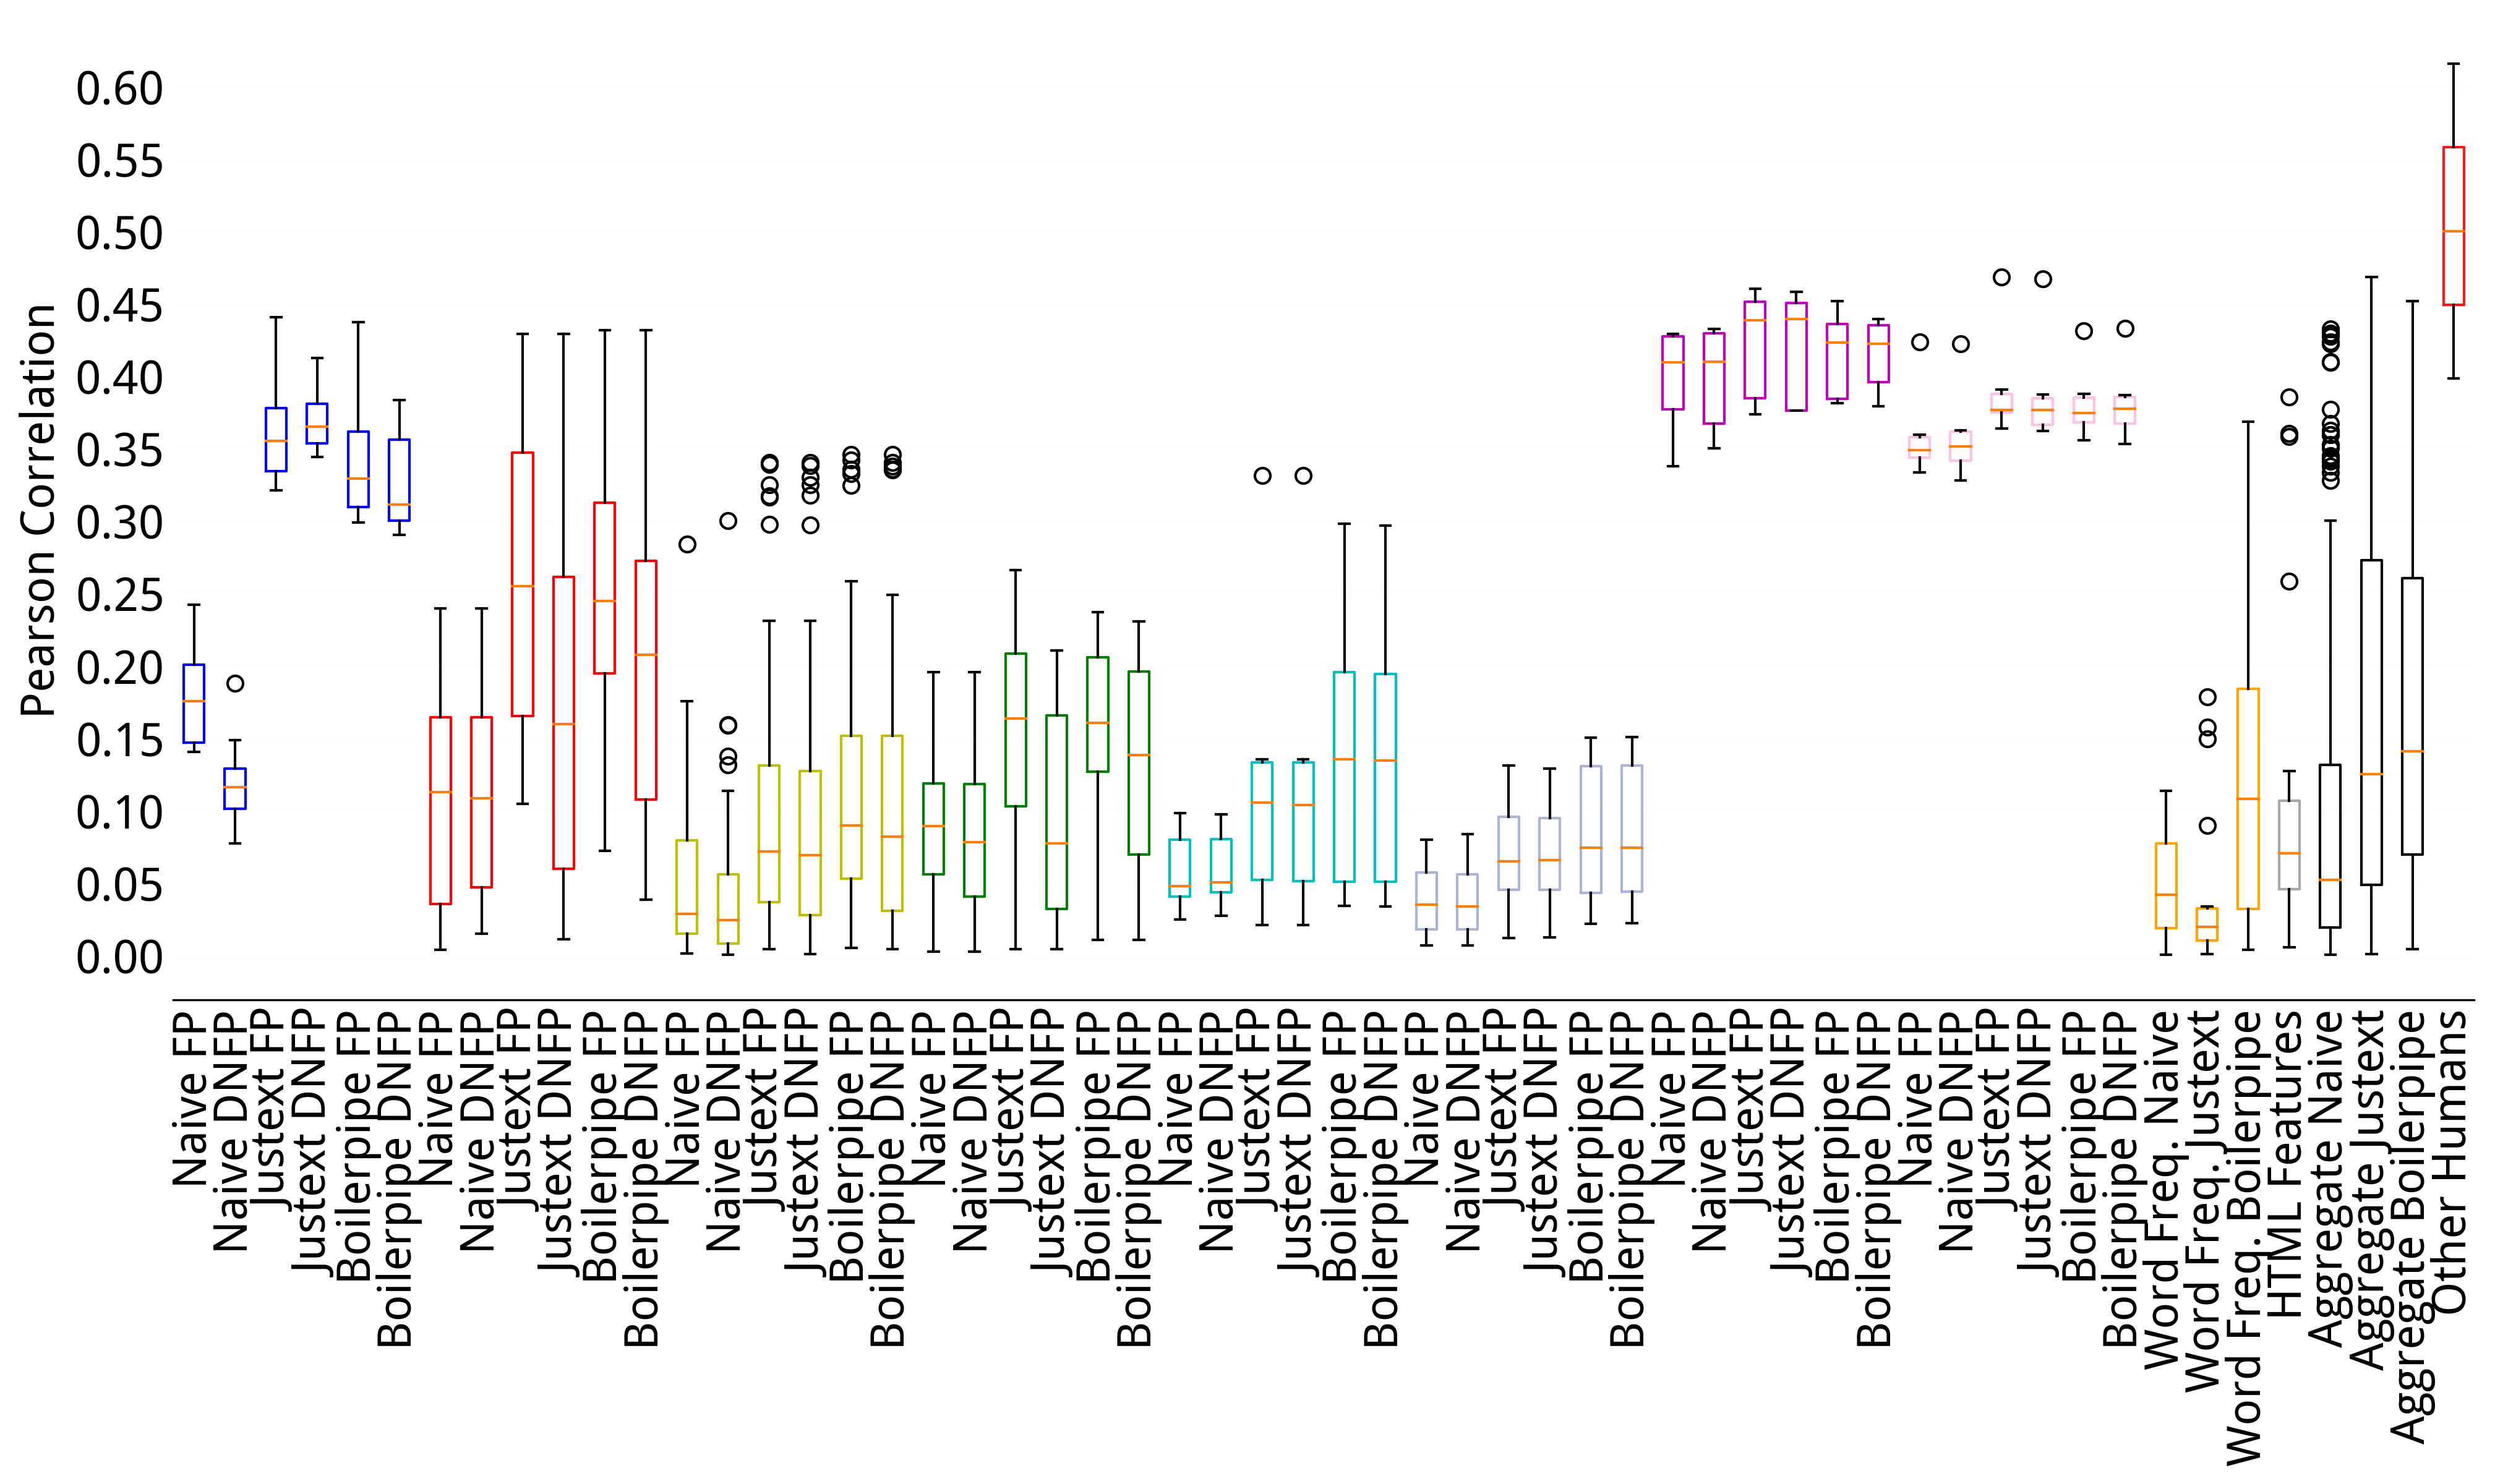 0.60
0.55
0.50
0.45
0.40
0.35
0.30
0.25
0.20
0.15
0.10
0.05
0.00
Pearson Correlation
Naive FP
Naive DNFP
Justext FP
Justext DNFP
Boilerpipe FP
Boilerpipe DNFP
Naive FP
Naive DNFP
Justext FP
Justext DNFP
Boilerpipe FP
Boilerpipe DNFP
Naive FP
Naive DNFP
Justext FP
Justext DNFP
Boilerpipe FP
Boilerpipe DNFP
Naive FP
Naive DNFP
Justext FP
Justext DNFP
Boilerpipe FP
Boilerpipe DNFP
Naive FP
Naive DNFP
Justext FP
Justext DNFP
Boilerpipe FP
Boilerpipe DNFP
Naive FP
Naive DNFP
Justext FP
Justext DNFP
Boilerpipe FP
Boilerpipe DNFP
Naive FP
Naive DNFP
Justext FP
Justext DNFP
Boilerpipe FP
Boilerpipe DNFP
Naive FP
Naive DNFP
Justext FP
Justext DNFP
Boilerpipe FP
Boilerpipe DNFP
Word Freq. Naive
Word Freq. Justext
Word Freq. Boilerpipe
HTML Features
Aggregate Naive
Aggregate Justext
Aggregate Boilerpipe
Other Humans